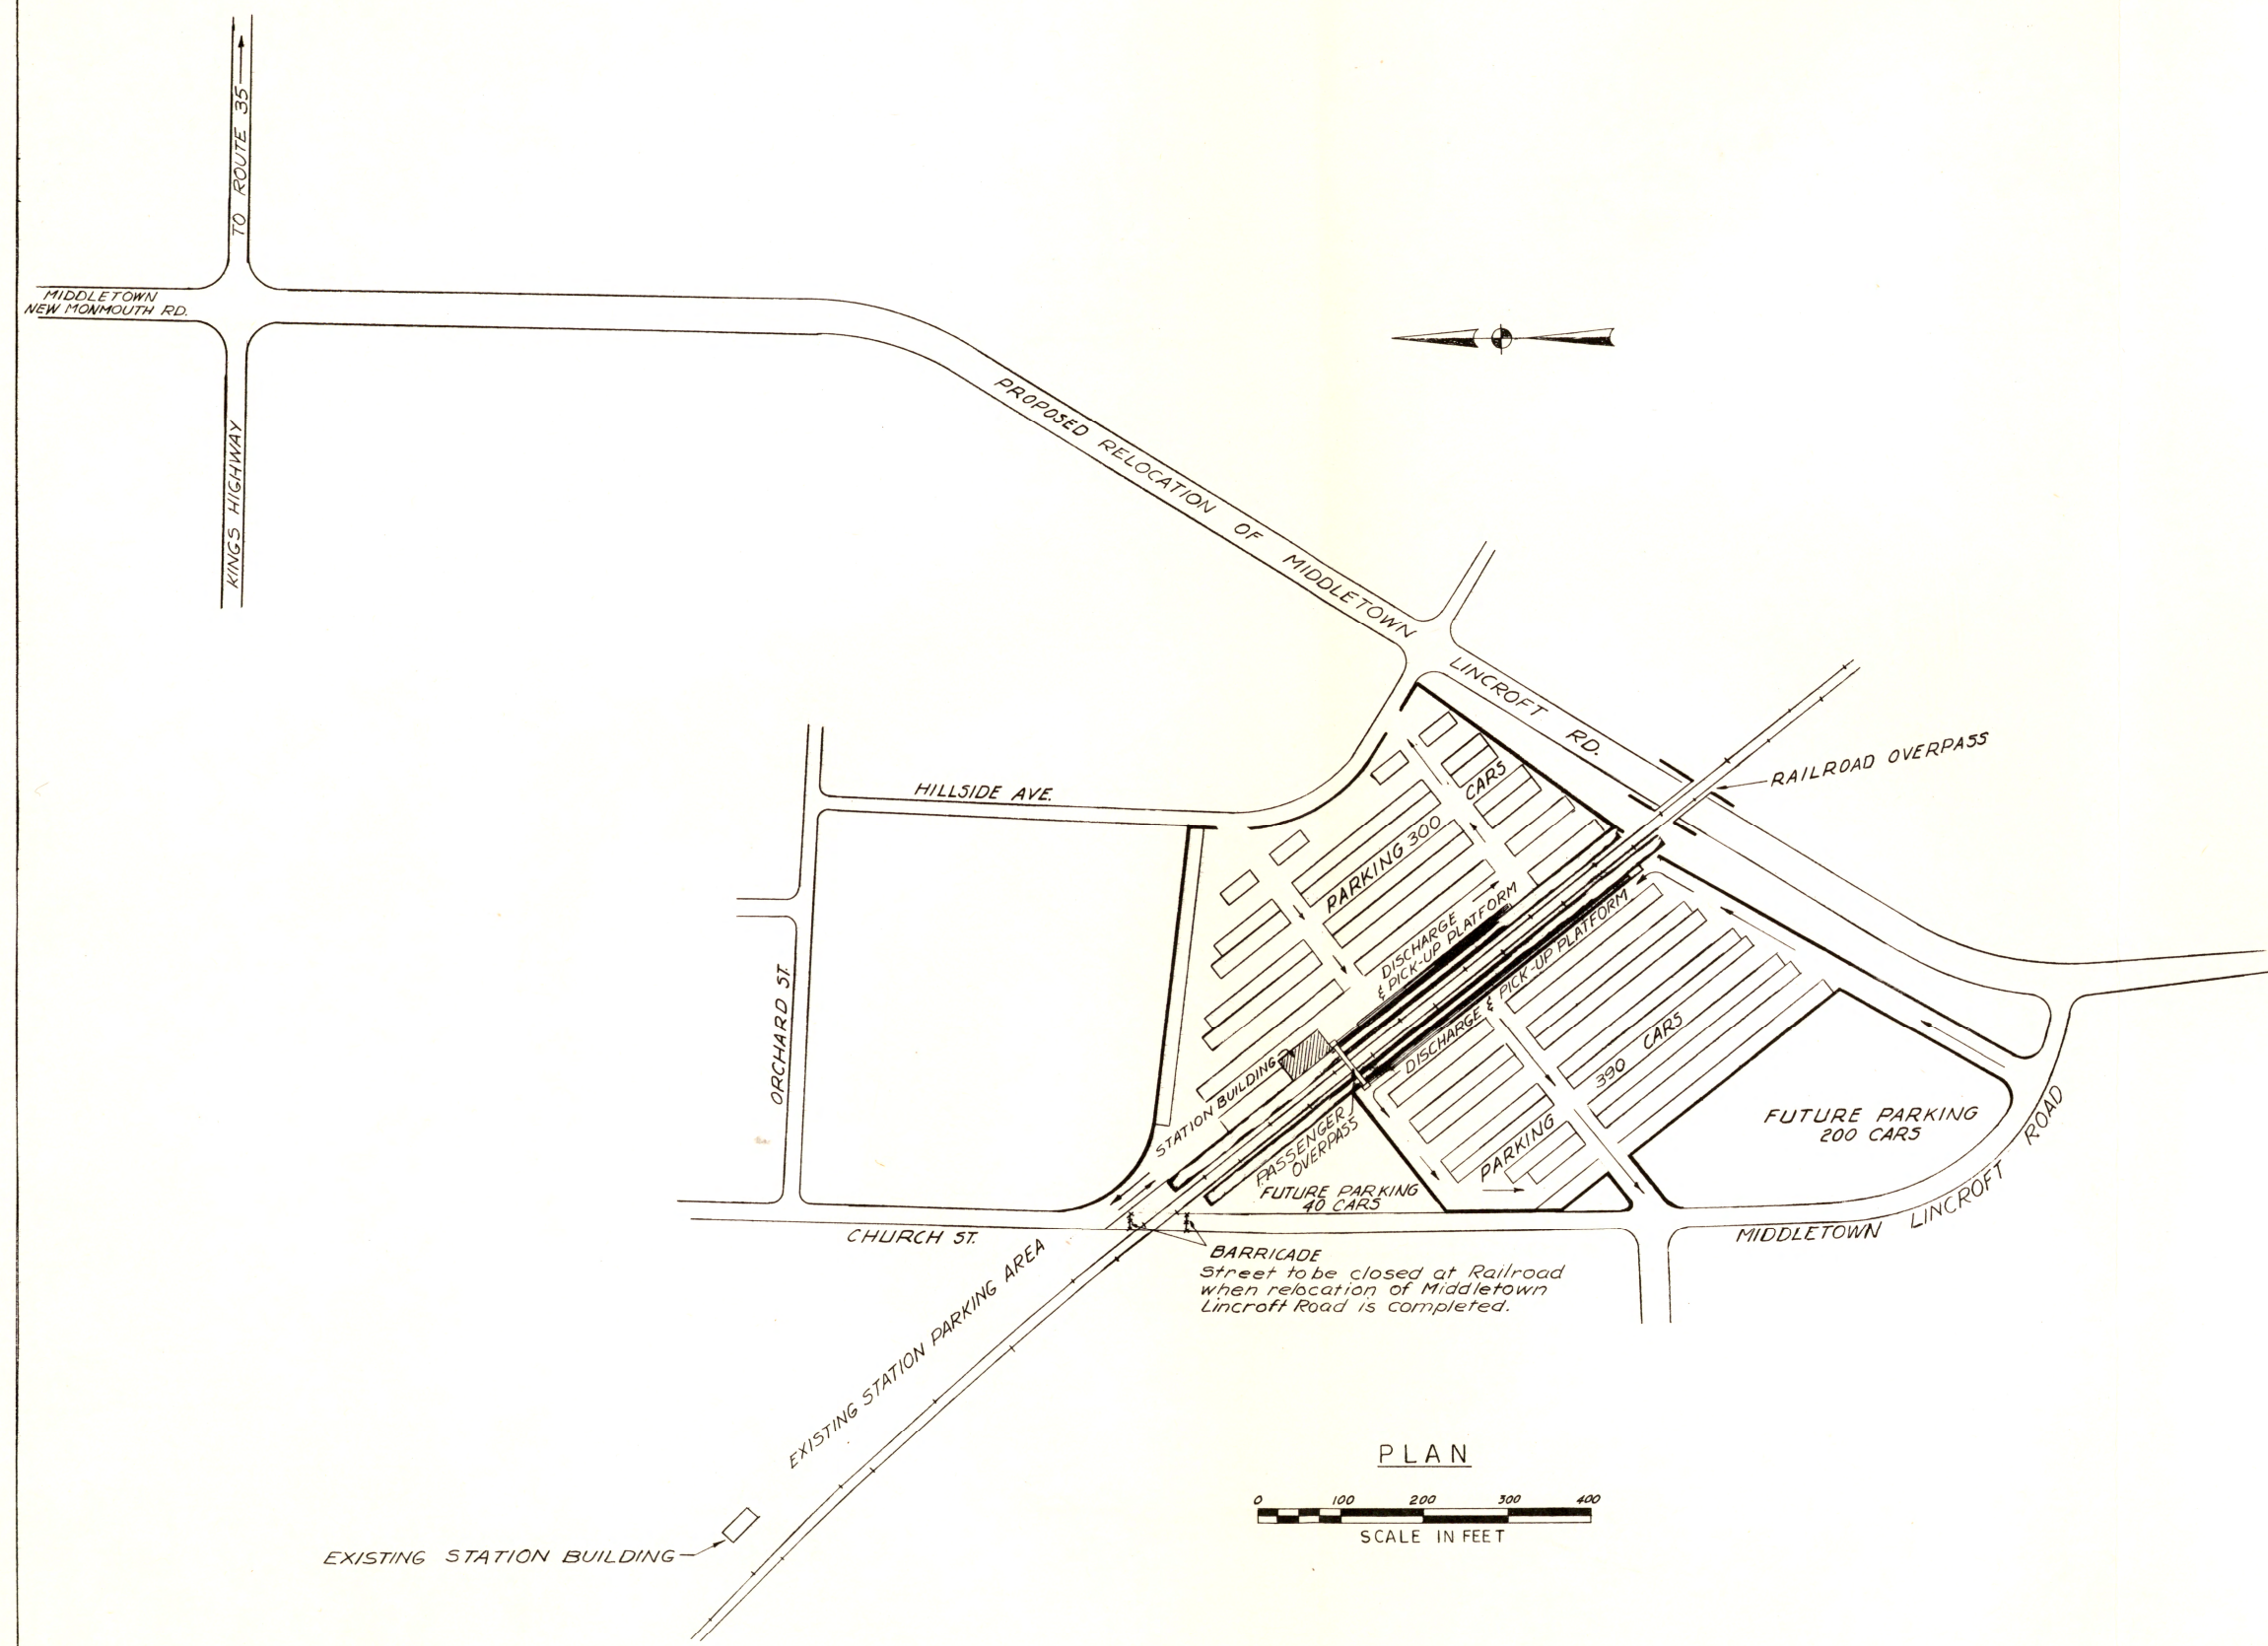 TO ROUTE 35
MIDDLETOWN
NEW MONMOUTH RD.
KINGS HIGHWAY
PROPOSED RELOCATION OF MIDDLETOWN LINCROFT RD.
RAILROAD OVERPASS
HILLSIDE AVE.
PARKING 300 CARS
DISCHARGE
& PICK-UP PLATFORM
DISCHARGE & PICK-UP PLATFORM
ORCHARD ST.
STATION BUILDING
PASSENGER
OVERPASS
PARKING 390 CARS
FUTURE PARKING
200 CARS
FUTURE PARKING
40 CARS
MIDDLETOWN LINCROFT ROAD
CHURCH ST.
BARRICADE
Street to be closed at Railroad
when relocation of Middletown
Lincroft Road is completed.
EXISTING STATION PARKING AREA
EXISTING STATION BUILDING
PLAN
0 100 200 300 400
SCALE IN FEET